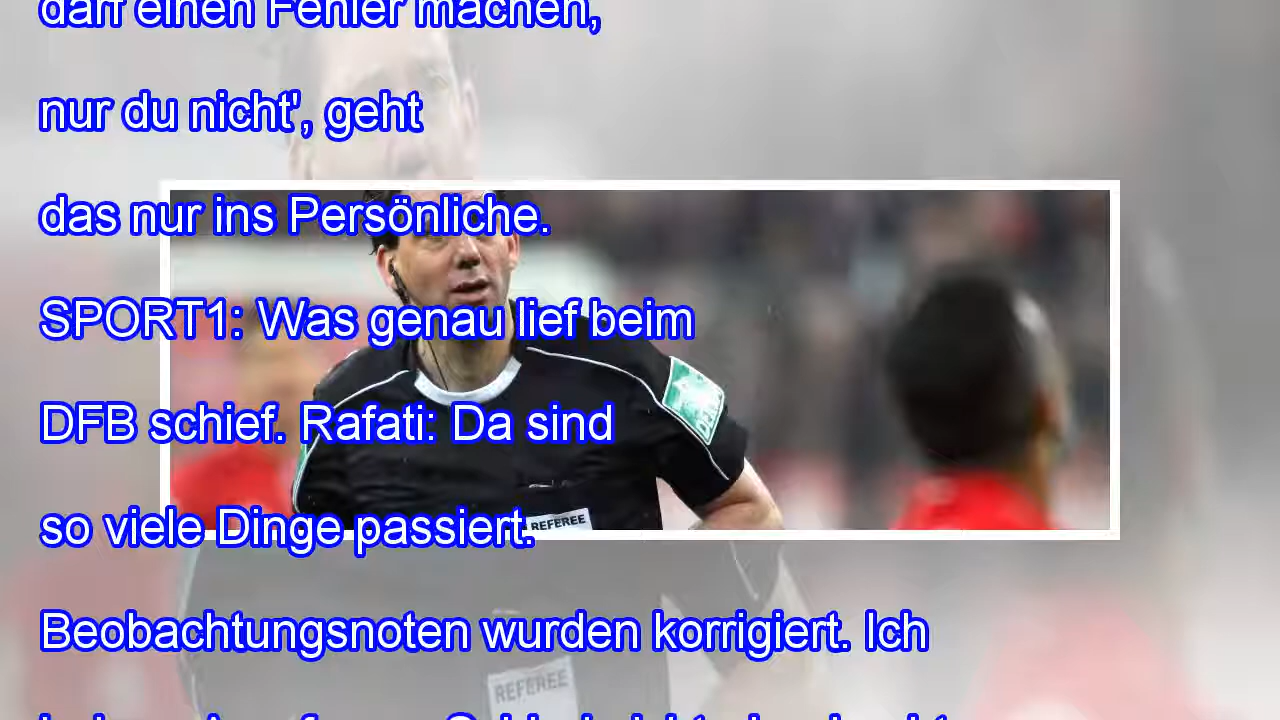 darf einen Fehler machen,
nur du nicht', geht
das nur ins Persönliche.
SPORT1: Was genau lief beim
DFB schief. Rafati: Da sind
so viele Dinge passiert.
REFEREE
Beobachtungsnoten wurden korrigiert. Ich
REFEREE